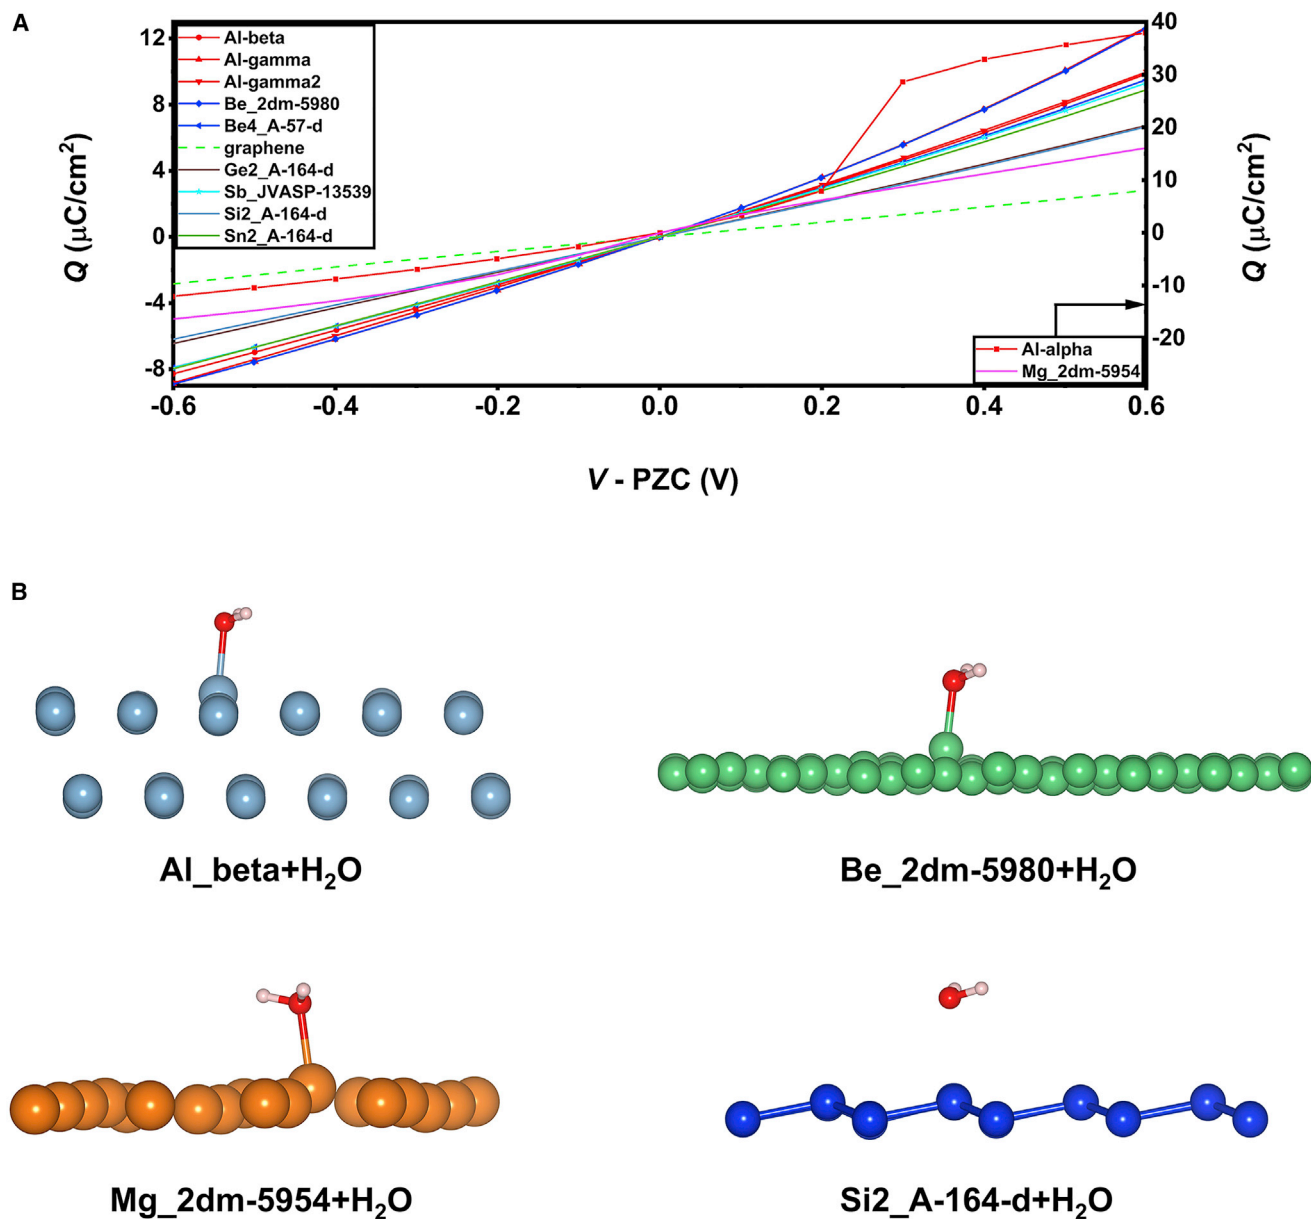 A
Q (μC/cm²)
12
8
4
0
-4
-8
Al-beta
Al-gamma
Al-gamma2
Be_2dm-5980
Be4_A-57-d
graphene
Ge2_A-164-d
Sb_JVASP-13539
Si2_A-164-d
Sn2_A-164-d
40
30
20
10
0
-10
-20
Q (μC/cm²)
Al-alpha
Mg_2dm-5954
-0.6 -0.4 -0.2 0.0 0.2 0.4 0.6
V - PZC (V)
B
Al_beta+H₂O
Be_2dm-5980+H₂O
Mg_2dm-5954+H₂O
Si2_A-164-d+H₂O